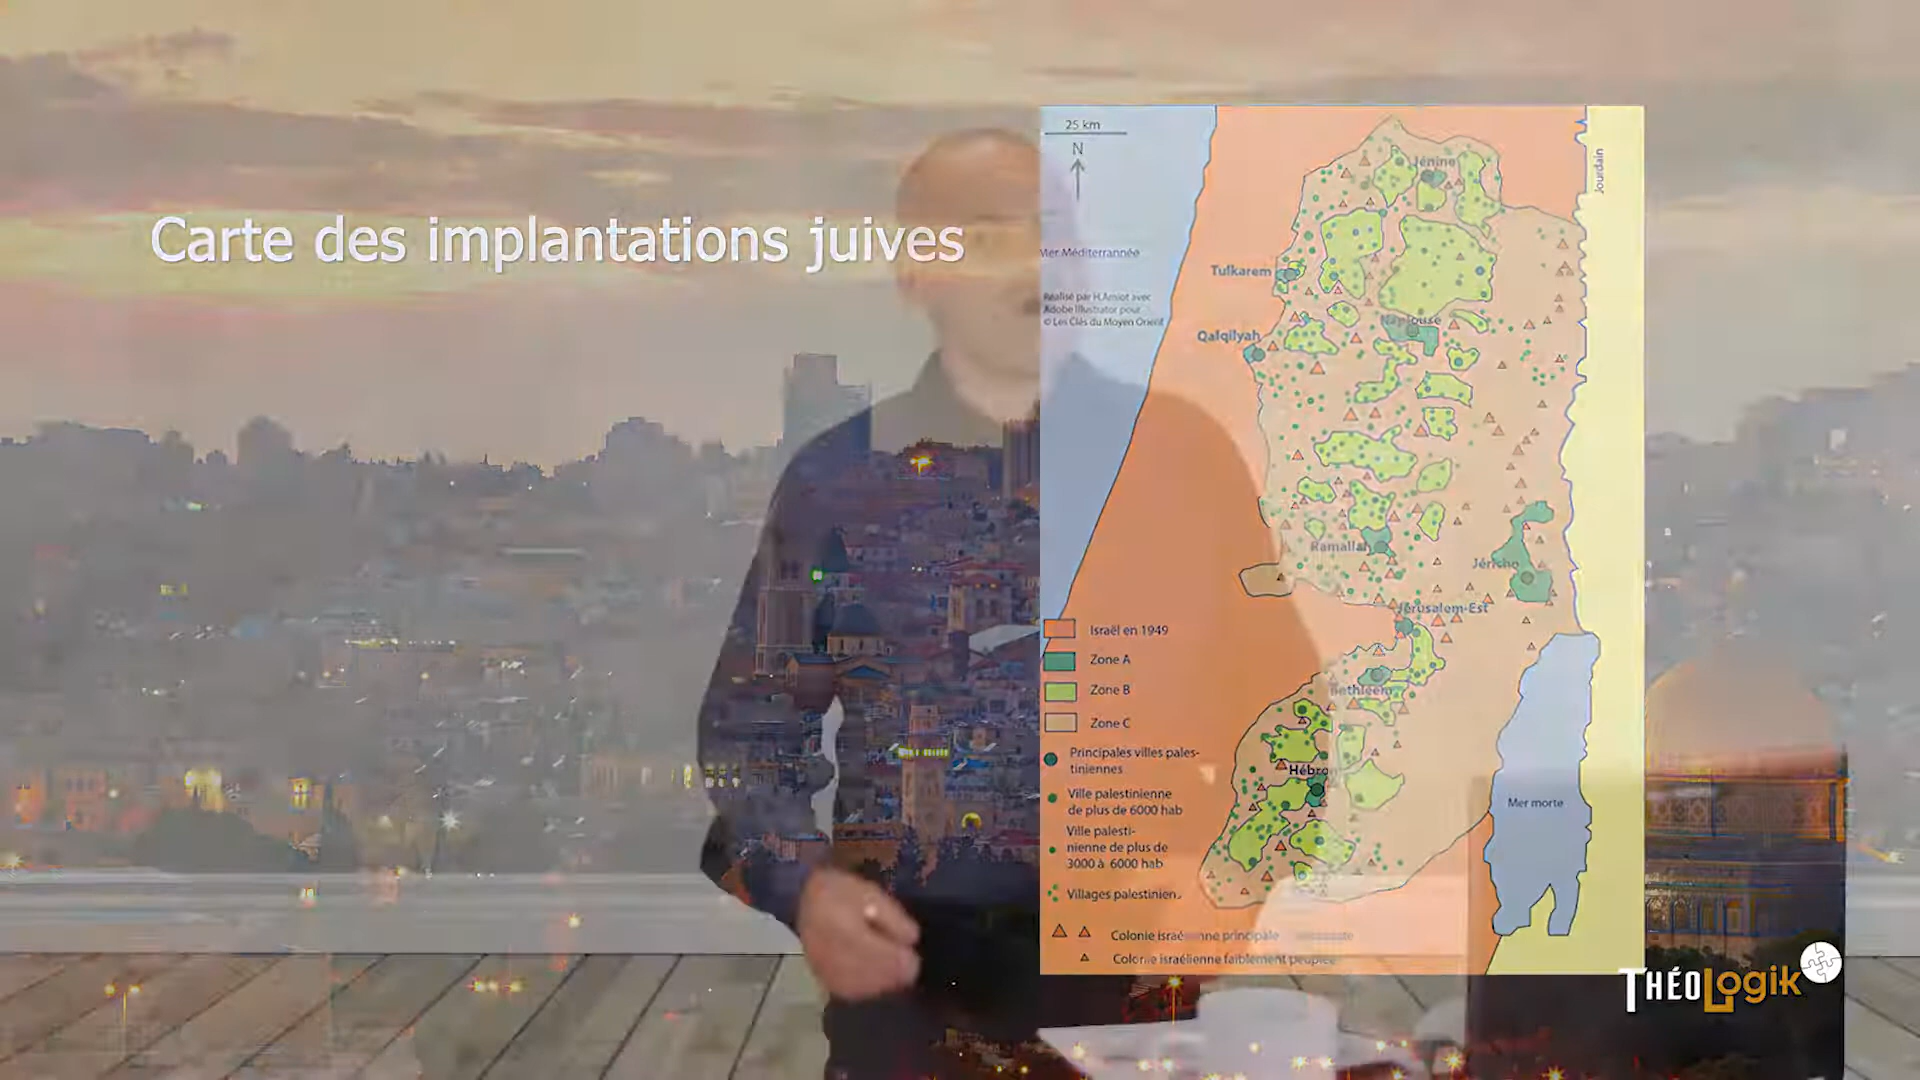 Carte des implantations juives
25 km
N
Jourdain
Jénine
Mer Méditerrannée
Tulkarem
Réalisé par H.Amiot avec
Adobe Illustrator pour
© Les Clés du Moyen Orient
Naplouse
Qalqilyah
Ramallah
Jéricho
Jérusalem-Est
Israël en 1949
Zone A
Zone B
Bethléem
Zone C
Principales villes pales-
tiniennes
Hébron
Ville palestinienne
de plus de 6000 hab
Mer morte
Ville palesti-
nienne de plus de
3000 à 6000 hab
Villages palestiniens
Colonie israélienne principale
Colonie israélienne faiblement peuplée
THÉOLOgik